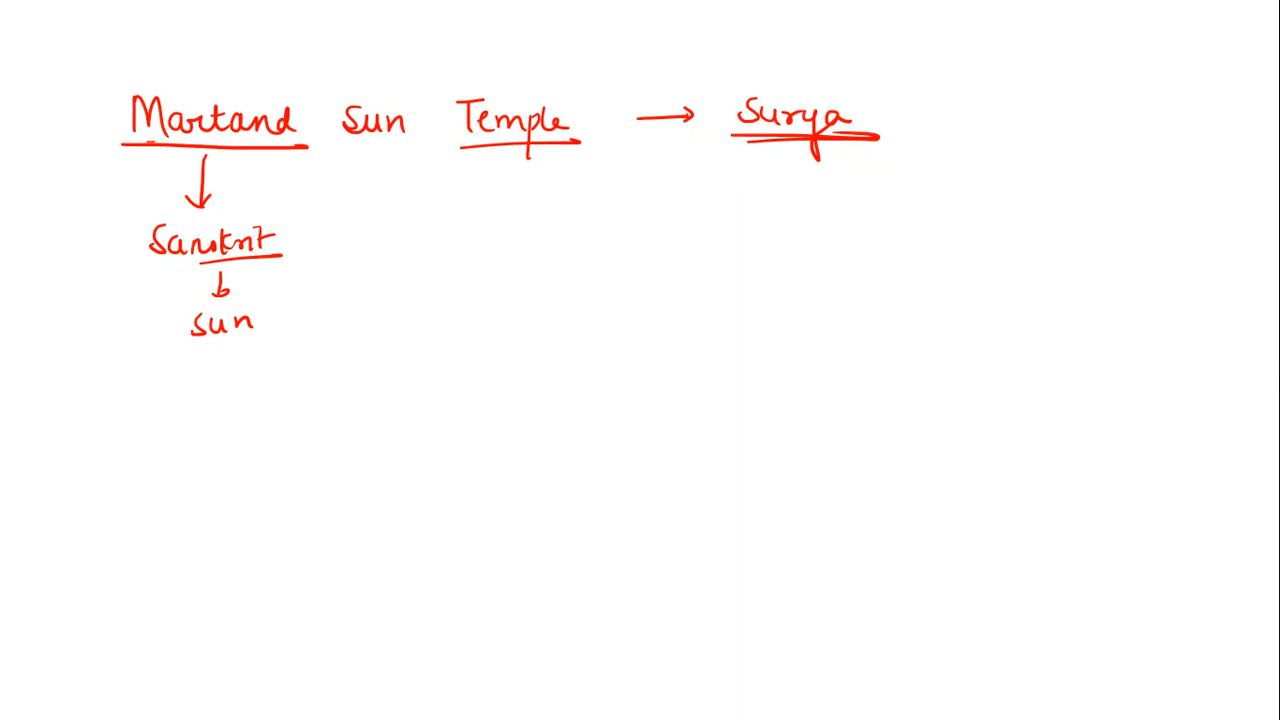 Martand sun Temple → Surya
↓
Sanskrit
↓
sun